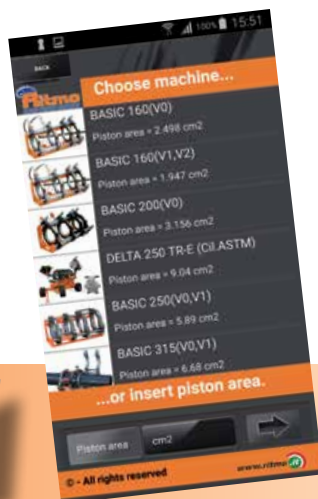 100% 15:51
BACK
Ritmo
Choose machine...
BASIC 160(V0)
Piston area = 2.498 cm2
BASIC 160(V1,V2)
Piston area = 1.947 cm2
BASIC 200(V0)
Piston area = 3.156 cm2
DELTA 250 TR-E (Cil.ASTM)
Piston area = 9.04 cm2
BASIC 250(V0,V1)
Piston area = 5.89 cm2
BASIC 315(V0,V1)
Piston area = 6.68 cm2
...or insert piston area.
Piston area cm2
© - All rights reserved www.ritmo.it